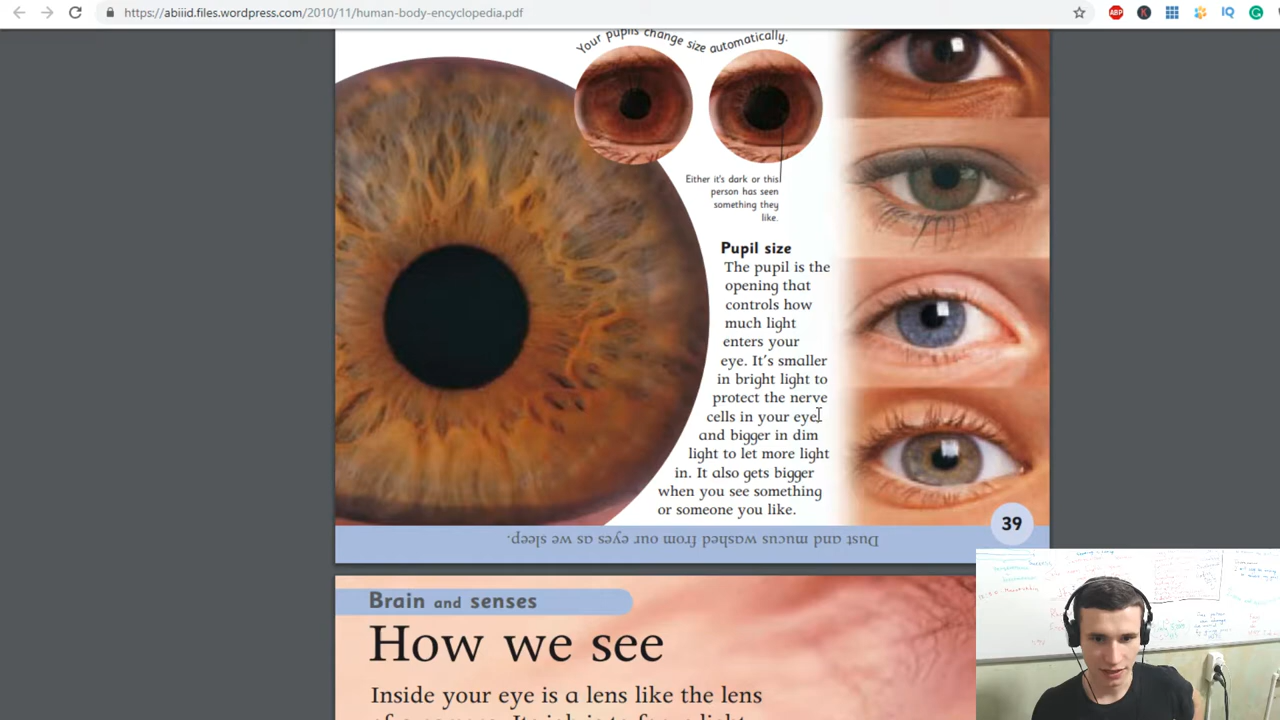 https://abiiid.files.wordpress.com/2010/11/human-body-encyclopedia.pdf
ABP
K
IQ
G
Your pupils change size automatically.
Either it's dark or this
person has seen
something they
like.
Pupil size
The pupil is the
opening that
controls how
much light
enters your
eye. It's smaller
in bright light to
protect the nerve
cells in your eye
and bigger in dim
light to let more light
in. It also gets bigger
when you see something
or someone you like.
39
Dust and mucus washed from our eyes as we sleep.
Brain and senses
How we see
Inside your eye is a lens like the lens